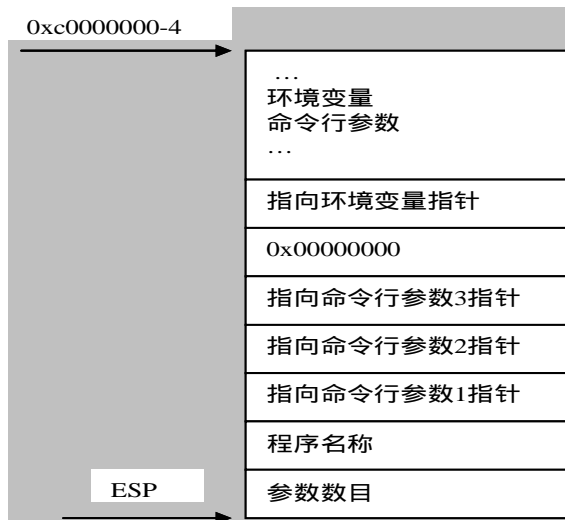 0xc0000000-4
…
环境变量
命令行参数
…
指向环境变量指针
0x00000000
指向命令行参数3指针
指向命令行参数2指针
指向命令行参数1指针
程序名称
ESP
参数数目